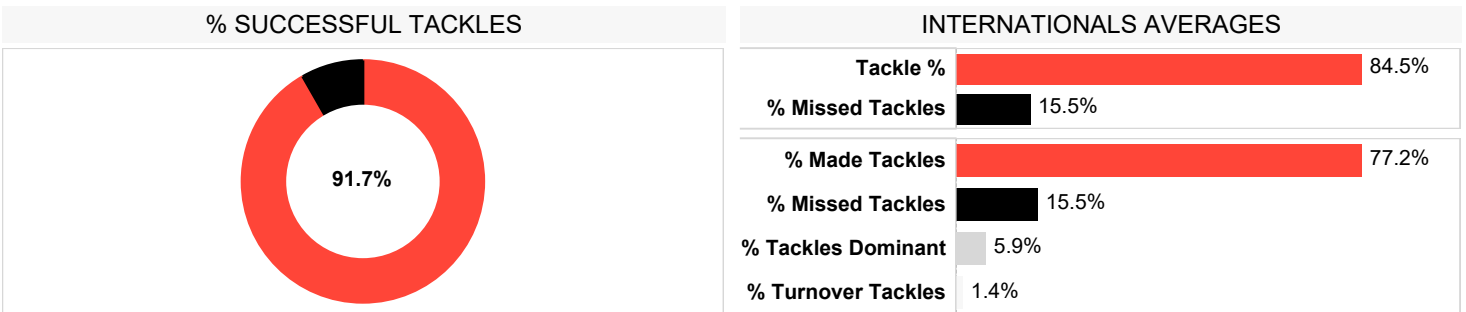 % SUCCESSFUL TACKLES
91.7%
INTERNATIONALS AVERAGES
Tackle % 84.5%
% Missed Tackles 15.5%
% Made Tackles 77.2%
% Missed Tackles 15.5%
% Tackles Dominant 5.9%
% Turnover Tackles 1.4%